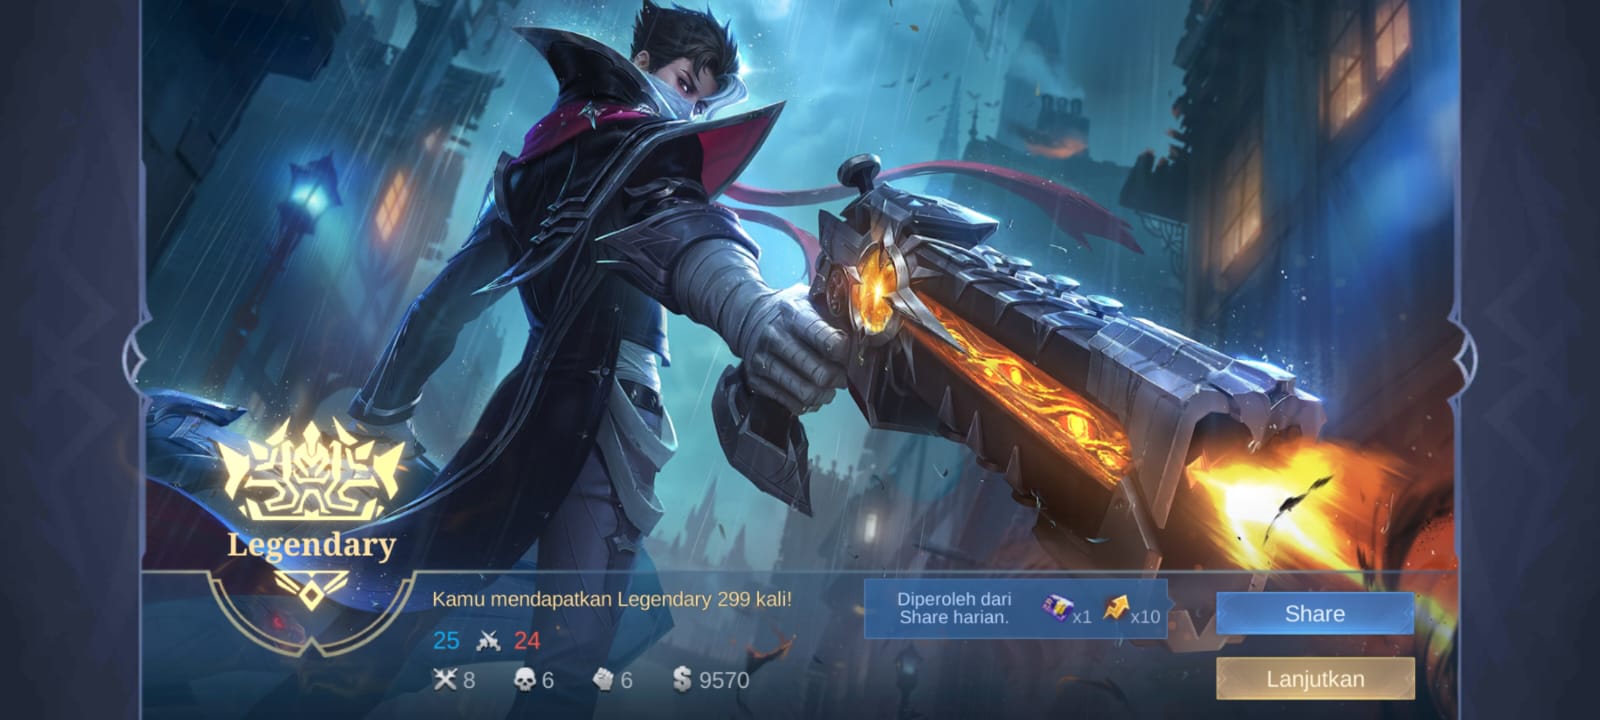 Legendary
Kamu mendapatkan Legendary 299 kali!
25 24
8 6 6 9570
Diperoleh dari
Share harian.
x1 x10
Share
Lanjutkan